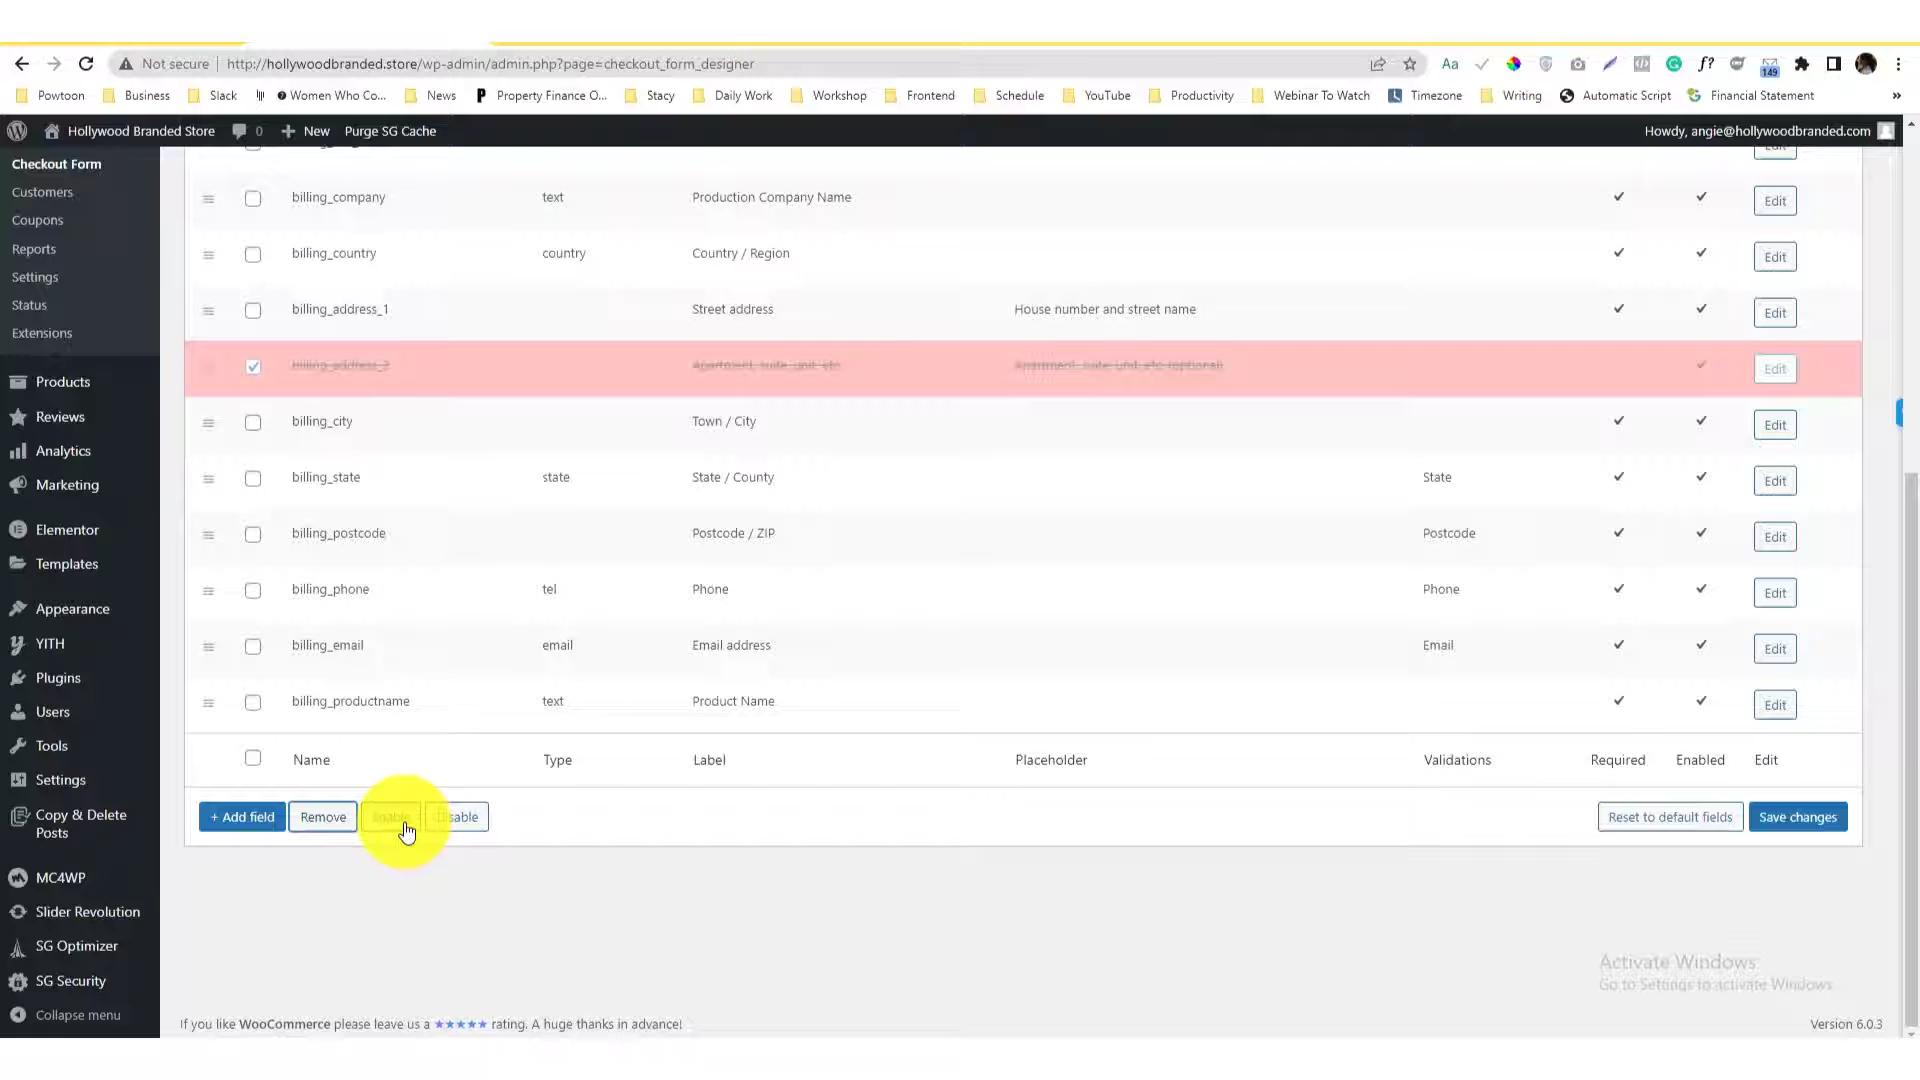 Not secure http://hollywoodbranded.store/wp-admin/admin.php?page=checkout_form_designer Aa f? 149
Powtoon Business Slack Women Who Co... News Property Finance O... Stacy Daily Work Workshop Frontend Schedule YouTube Productivity Webinar To Watch Timezone Writing Automatic Script Financial Statement »
Hollywood Branded Store 0 New Purge SG Cache Howdy, angie@hollywoodbranded.com
Checkout Form
Customers
Coupons
Reports
Settings
Status
Extensions
Products
Reviews
Analytics
Marketing
Elementor
Templates
Appearance
YITH
Plugins
Users
Tools
Settings
Copy & Delete
Posts
MC4WP
Slider Revolution
SG Optimizer
SG Security
Collapse menu
Edit
billing_company text Production Company Name Edit
billing_country country Country / Region Edit
billing_address_1 Street address House number and street name Edit
billing_address_2 Apartment, suite, unit, etc. Apartment, suite, unit, etc. (optional) Edit
billing_city Town / City Edit
billing_state state State / County State Edit
billing_postcode Postcode / ZIP Postcode Edit
billing_phone tel Phone Phone Edit
billing_email email Email address Email Edit
billing_productname text Product Name Edit
Name Type Label Placeholder Validations Required Enabled Edit
+ Add field Remove Enable Disable Reset to default fields Save changes
Activate Windows
Go to Settings to activate Windows.
If you like WooCommerce please leave us a ★★★★★ rating. A huge thanks in advance! Version 6.0.3